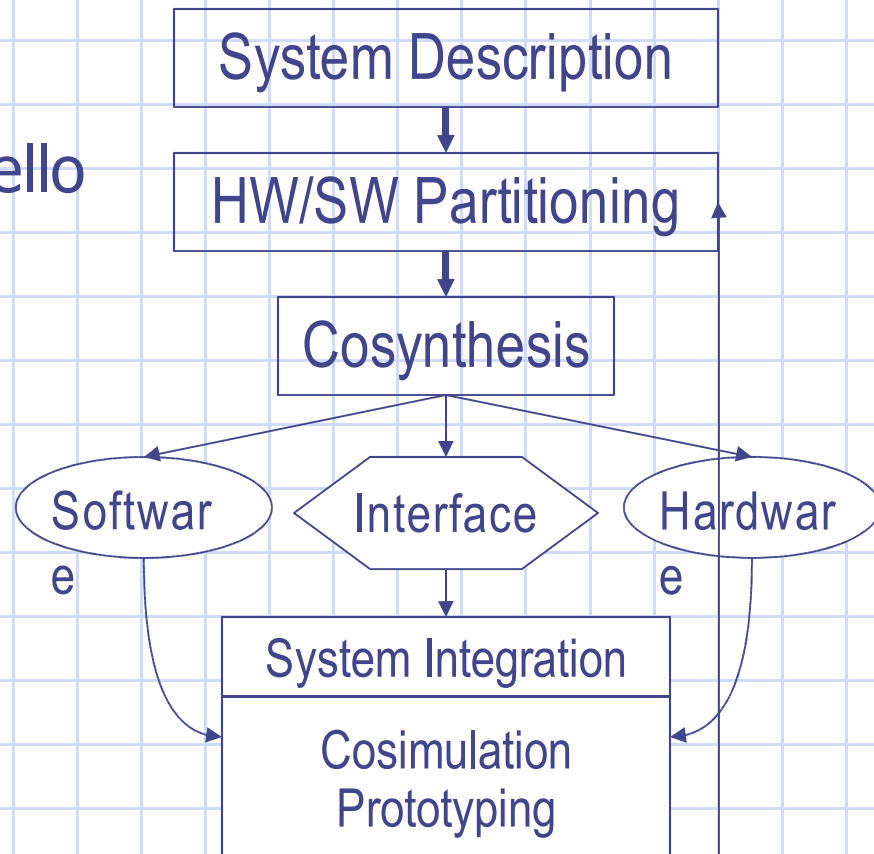 System Description
ello
HW/SW Partitioning
Cosynthesis
Softwar
e
Interface
Hardwar
e
System Integration
Cosimulation
Prototyping